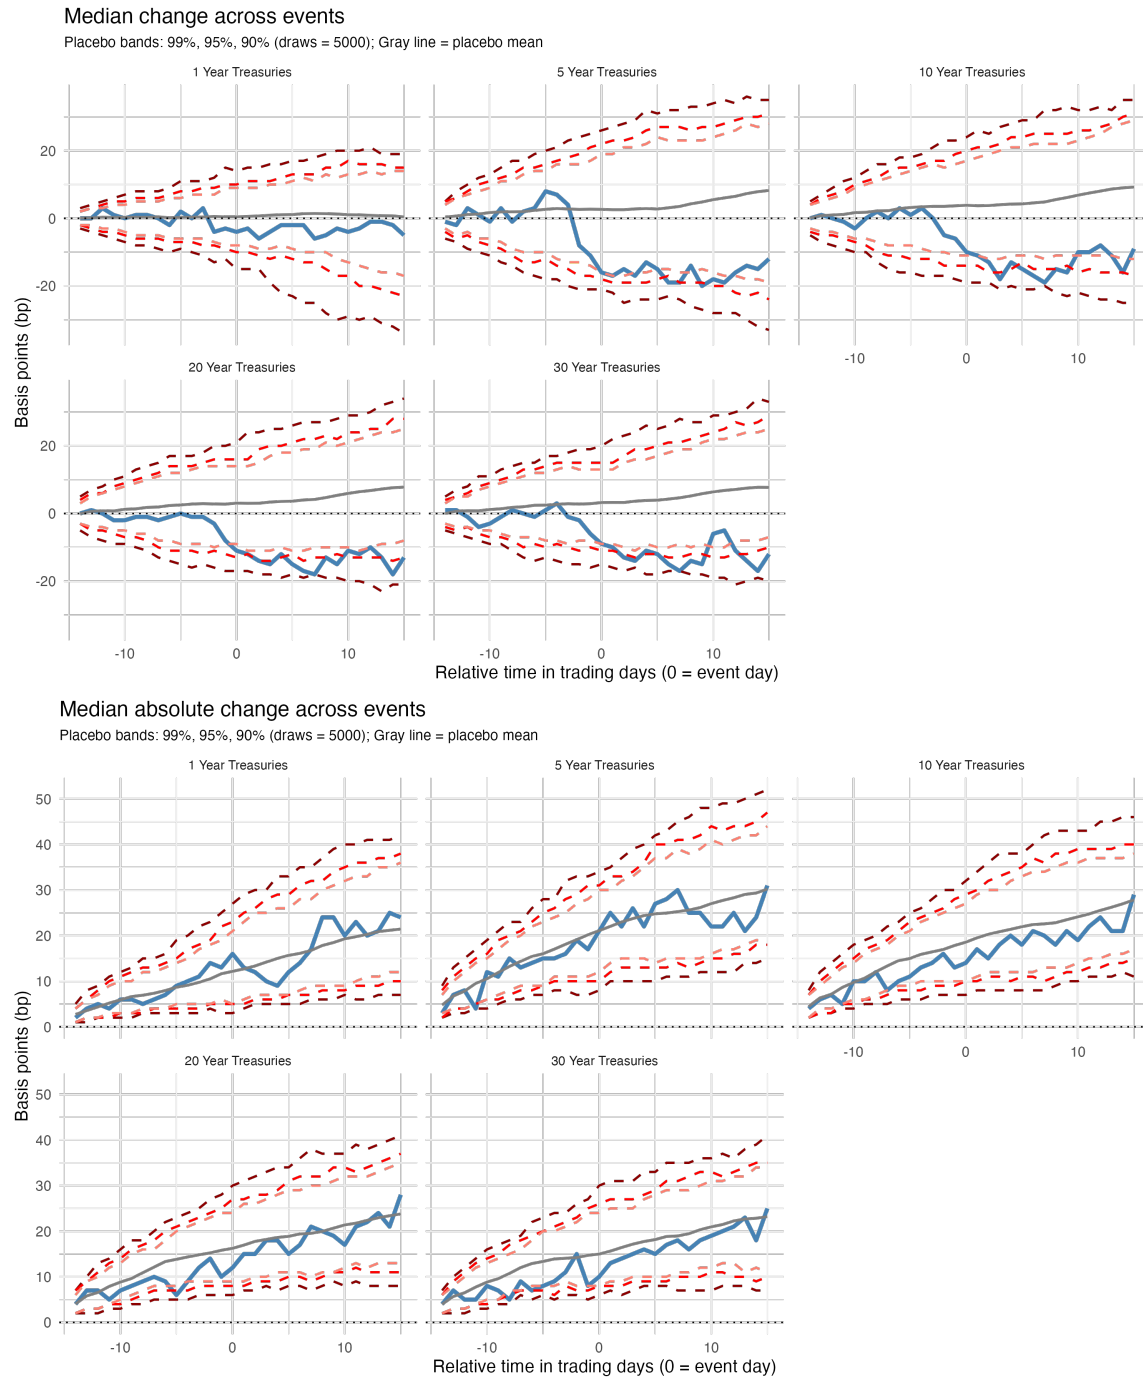 Median change across events
Placebo bands: 99%, 95%, 90% (draws = 5000); Gray line = placebo mean
1 Year Treasuries
5 Year Treasuries
10 Year Treasuries
20
0
-20
-10
0
10
20 Year Treasuries
30 Year Treasuries
20
0
-20
-10
0
10
-10
0
10
Basis points (bp)
Relative time in trading days (0 = event day)
Median absolute change across events
Placebo bands: 99%, 95%, 90% (draws = 5000); Gray line = placebo mean
1 Year Treasuries
5 Year Treasuries
10 Year Treasuries
50
40
30
20
10
0
-10
0
10
20 Year Treasuries
30 Year Treasuries
50
40
30
20
10
0
-10
0
10
-10
0
10
Basis points (bp)
Relative time in trading days (0 = event day)